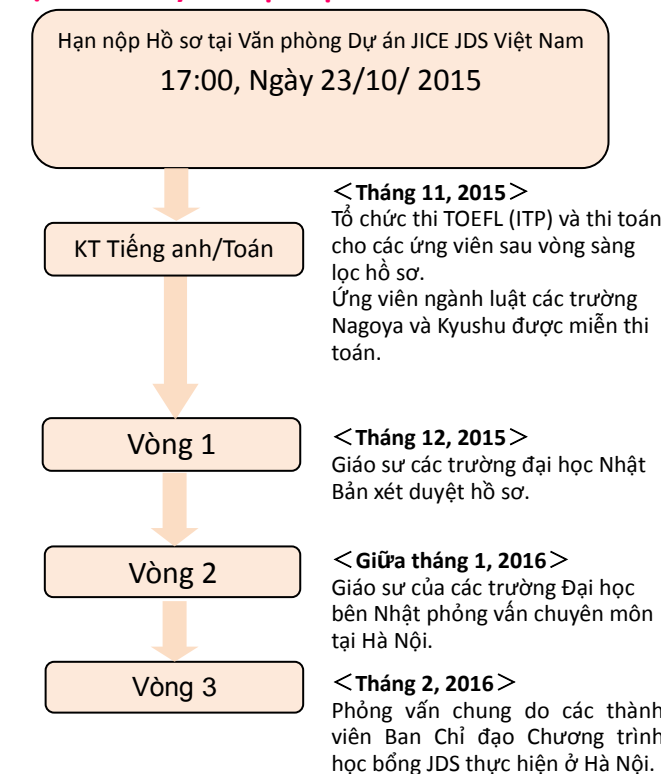 Hạn nộp Hồ sơ tại Văn phòng Dự án JICE JDS Việt Nam
17:00, Ngày 23/10/ 2015
KT Tiếng anh/Toán
＜Tháng 11, 2015＞
Tổ chức thi TOEFL (ITP) và thi toán
cho các ứng viên sau vòng sàng
lọc hồ sơ.
Ứng viên ngành luật các trường
Nagoya và Kyushu được miễn thi
toán.
Vòng 1
＜Tháng 12, 2015＞
Giáo sư các trường đại học Nhật
Bản xét duyệt hồ sơ.
Vòng 2
＜Giữa tháng 1, 2016＞
Giáo sư của các trường Đại học
bên Nhật phỏng vấn chuyên môn
tại Hà Nội.
Vòng 3
＜Tháng 2, 2016＞
Phỏng vấn chung do các thành
viên Ban Chỉ đạo Chương trình
học bổng JDS thực hiện ở Hà Nội.